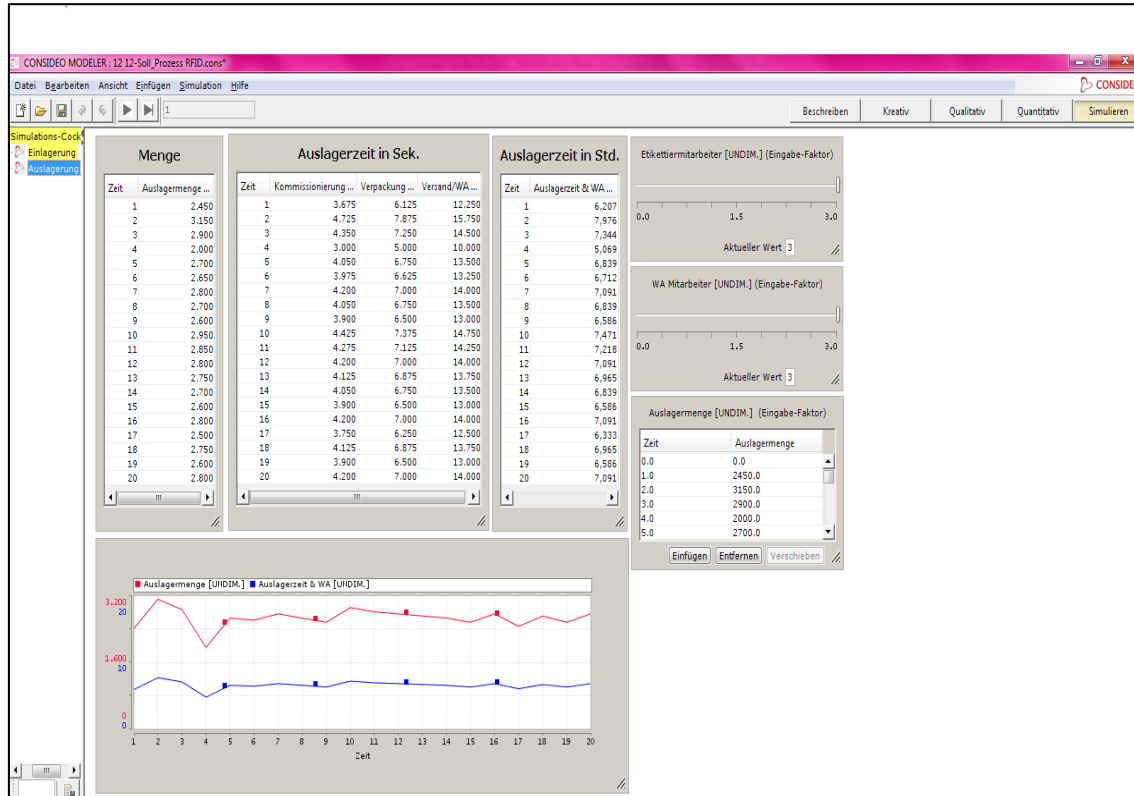 CONSIDEO MODELER : 12 12-Soll_Prozess RFID.cons*
Datei Bearbeiten Ansicht Einfügen Simulation Hilfe
CONSIDE
1
Beschreiben Kreativ Qualitativ Quantitativ Simulieren
Simulations-Cock
Einlagerung
Auslagerung
Menge
Zeit Auslagermenge ...
1 2.450
2 3.150
3 2.900
4 2.000
5 2.700
6 2.650
7 2.800
8 2.700
9 2.600
10 2.950
11 2.850
12 2.800
13 2.750
14 2.700
15 2.600
16 2.800
17 2.500
18 2.750
19 2.600
20 2.800
Auslagerzeit in Sek.
Zeit Kommissionierung ... Verpackung ... Versand/WA ...
1 3.675 6.125 12.250
2 4.725 7.875 15.750
3 4.350 7.250 14.500
4 3.000 5.000 10.000
5 4.050 6.750 13.500
6 3.975 6.625 13.250
7 4.200 7.000 14.000
8 4.050 6.750 13.500
9 3.900 6.500 13.000
10 4.425 7.375 14.750
11 4.275 7.125 14.250
12 4.200 7.000 14.000
13 4.125 6.875 13.750
14 4.050 6.750 13.500
15 3.900 6.500 13.000
16 4.200 7.000 14.000
17 3.750 6.250 12.500
18 4.125 6.875 13.750
19 3.900 6.500 13.000
20 4.200 7.000 14.000
Auslagerzeit in Std.
Zeit Auslagerzeit & WA ...
1 6,207
2 7,976
3 7,344
4 5,069
5 6,839
6 6,712
7 7,091
8 6,839
9 6,586
10 7,471
11 7,218
12 7,091
13 6,965
14 6,839
15 6,586
16 7,091
17 6,333
18 6,965
19 6,586
20 7,091
Etikettiermitarbeiter [UNDIM.] (Eingabe-Faktor)
0.0 1.5 3.0
Aktueller Wert 3
WA Mitarbeiter [UNDIM.] (Eingabe-Faktor)
0.0 1.5 3.0
Aktueller Wert 3
Auslagermenge [UNDIM.] (Eingabe-Faktor)
Zeit Auslagermenge
0.0 0.0
1.0 2450.0
2.0 3150.0
3.0 2900.0
4.0 2000.0
5.0 2700.0
Einfügen Entfernen Verschieben
Auslagermenge [UNDIM.] Auslagerzeit & WA [UNDIM.]
3.200
20
1.600
10
0
0
1 2 3 4 5 6 7 8 9 10 11 12 13 14 15 16 17 18 19 20
Zeit